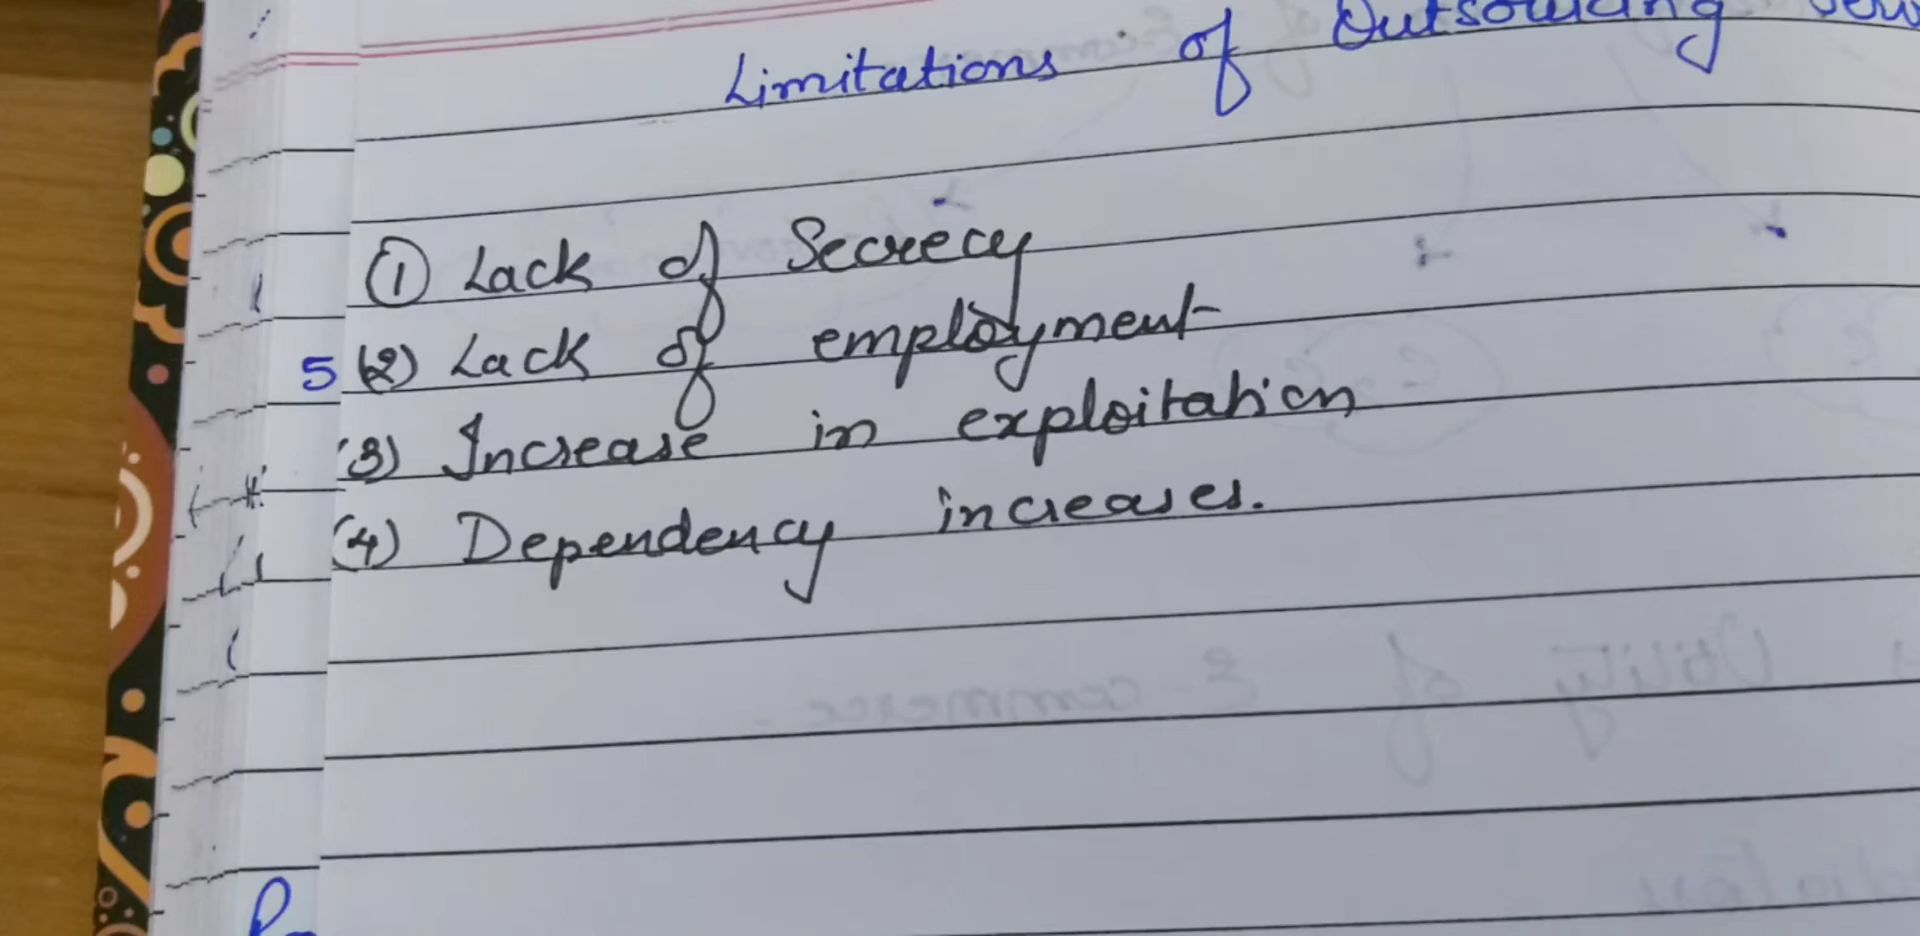 Limitations of Outsourcing
① Lack of Secrecy
5 (2) Lack of employment
(3) Increase in exploitation
(4) Dependency increases.